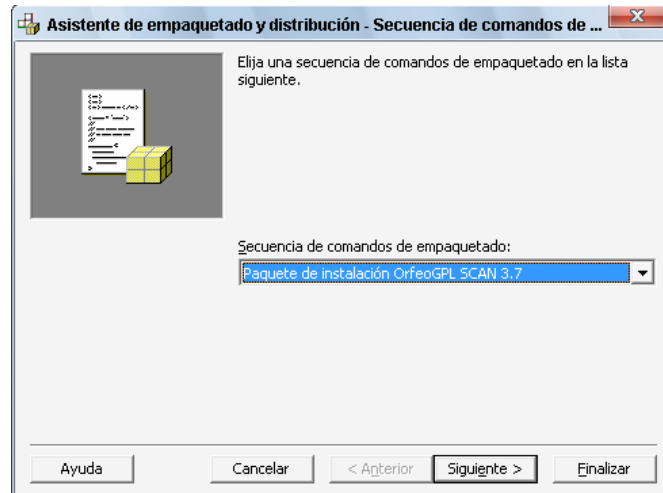 Asistente de empaquetado y distribución - Secuencia de comandos de ...
Elija una secuencia de comandos de empaquetado en la lista
siguiente.
Secuencia de comandos de empaquetado:
Paquete de instalación OrfeoGPL SCAN 3.7
Ayuda
Cancelar
< Anterior
Siguiente >
Finalizar